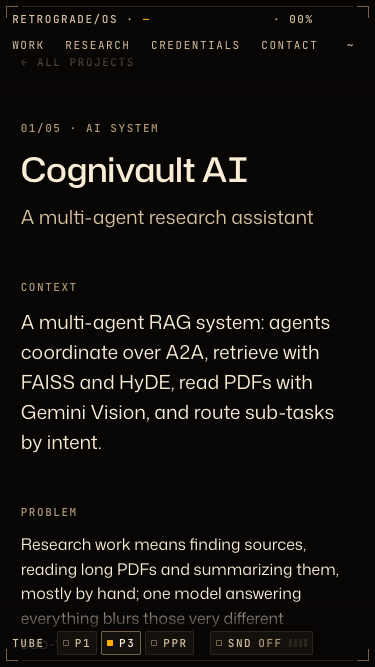 RETROGRADE/OS · — · 00%
WORK RESEARCH CREDENTIALS CONTACT ~
← ALL PROJECTS
01/05 · AI SYSTEM
Cognivault AI
A multi-agent research assistant
CONTEXT
A multi-agent RAG system: agents
coordinate over A2A, retrieve with
FAISS and HyDE, read PDFs with
Gemini Vision, and route sub-tasks
by intent.
PROBLEM
Research work means finding sources,
reading long PDFs and summarizing them,
mostly by hand; one model answering
everything blurs those very different
TUBE P1 P3 PPR SND OFF